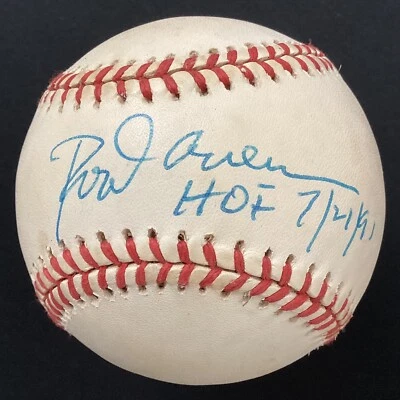 Rod Carew
HOF 7/21/91